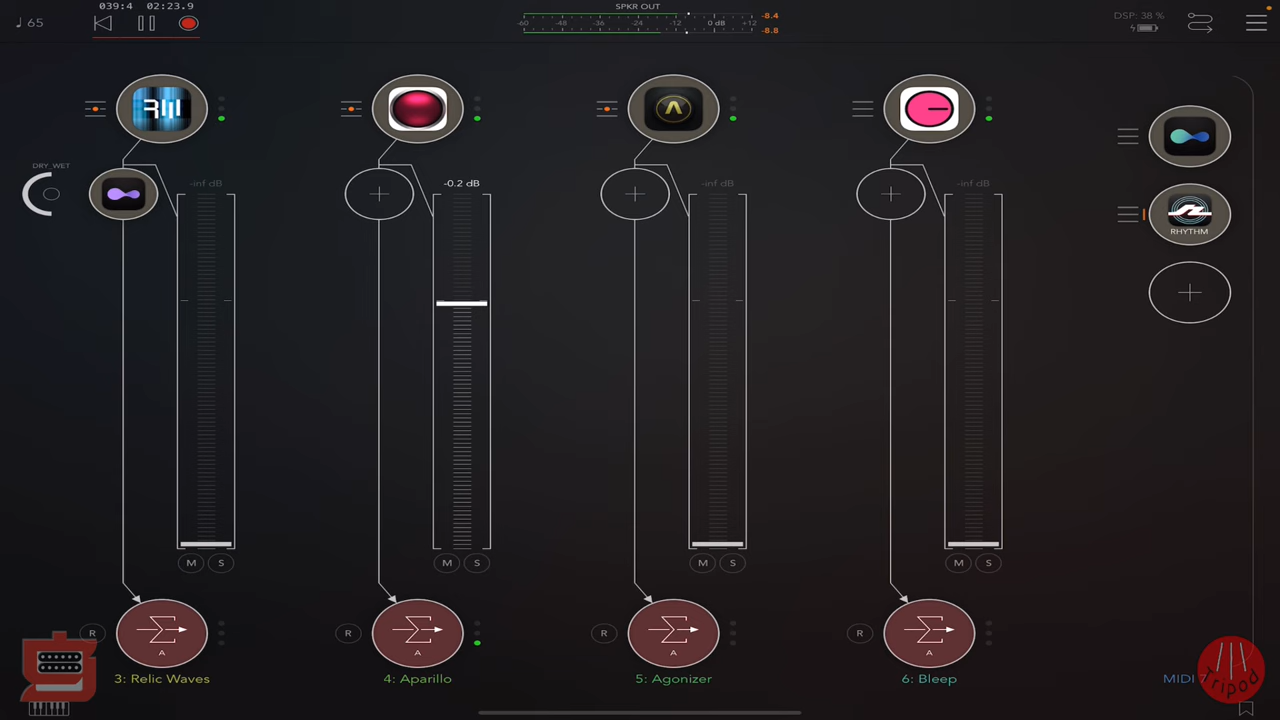 039:4 02:23.9
65
SPKR OUT
-60 -48 -36 -24 -12 0 dB +12
-8.4
-8.8
DSP: 38 %
DRY_WET
-inf dB
-0.2 dB
-inf dB
-inf dB
RHYTHM
M S
M S
M S
M S
R
A
R
A
R
A
R
A
3: Relic Waves
4: Aparillo
5: Agonizer
6: Bleep
MIDI
Tripod